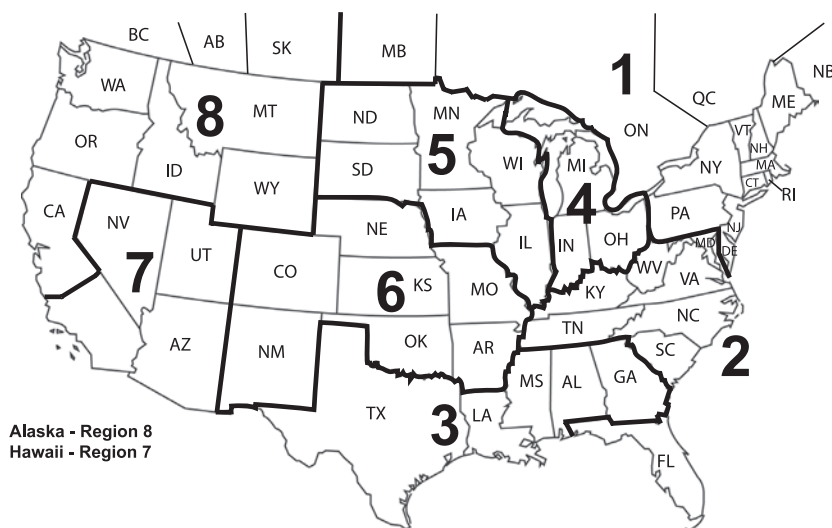 BC
AB
SK
MB
1
NB
WA
MT
8
ND
MN
QC
ME
ON
VT
NH
OR
ID
5
MI
NY
MA
SD
WI
CT
RI
WY
4
PA
CA
IA
NJ
NV
NE
OH
MD
DE
UT
IL
IN
WV
7
CO
KS
VA
6
MO
KY
NC
AZ
OK
TN
NM
AR
SC
2
MS
AL
GA
TX
LA
3
Alaska - Region 8
Hawaii - Region 7
FL